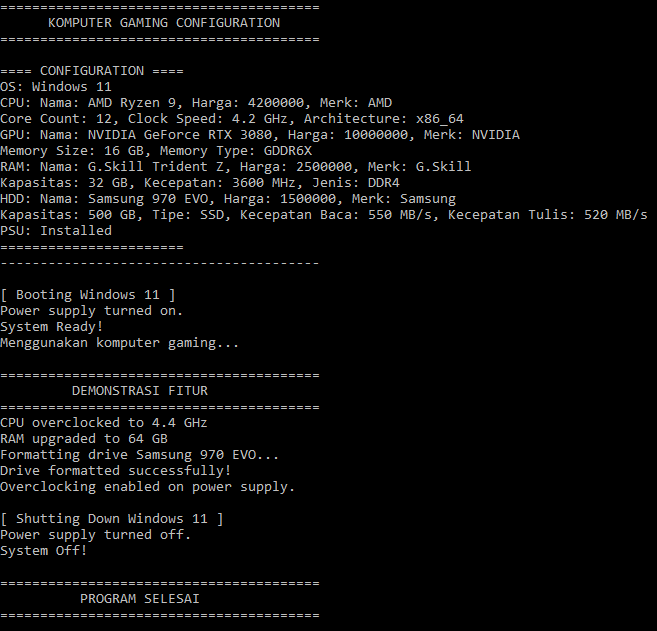 ========================================
      KOMPUTER GAMING CONFIGURATION
========================================

==== CONFIGURATION ====
OS: Windows 11
CPU: Nama: AMD Ryzen 9, Harga: 4200000, Merk: AMD
Core Count: 12, Clock Speed: 4.2 GHz, Architecture: x86_64
GPU: Nama: NVIDIA GeForce RTX 3080, Harga: 10000000, Merk: NVIDIA
Memory Size: 16 GB, Memory Type: GDDR6X
RAM: Nama: G.Skill Trident Z, Harga: 2500000, Merk: G.Skill
Kapasitas: 32 GB, Kecepatan: 3600 MHz, Jenis: DDR4
HDD: Nama: Samsung 970 EVO, Harga: 1500000, Merk: Samsung
Kapasitas: 500 GB, Tipe: SSD, Kecepatan Baca: 550 MB/s, Kecepatan Tulis: 520 MB/s
PSU: Installed
=======================
----------------------------------------

[ Booting Windows 11 ]
Power supply turned on.
System Ready!
Menggunakan komputer gaming...

========================================
         DEMONSTRASI FITUR
========================================
CPU overclocked to 4.4 GHz
RAM upgraded to 64 GB
Formatting drive Samsung 970 EVO...
Drive formatted successfully!
Overclocking enabled on power supply.

[ Shutting Down Windows 11 ]
Power supply turned off.
System Off!

========================================
          PROGRAM SELESAI
========================================